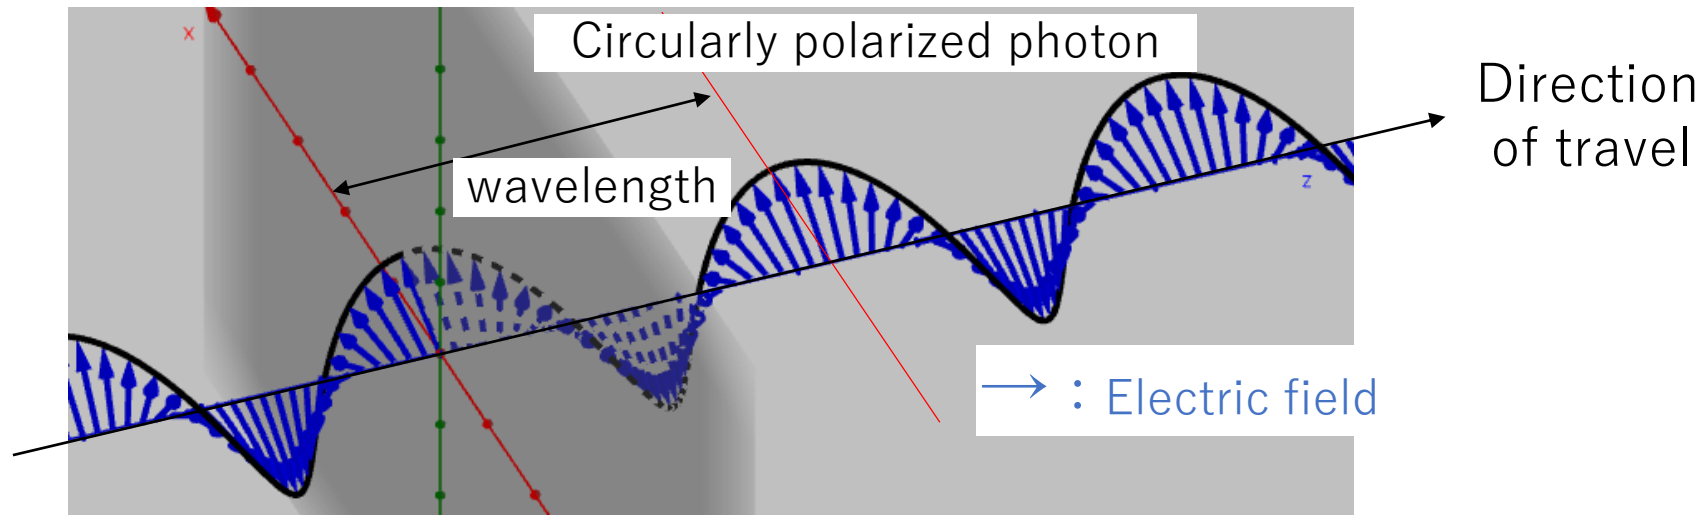 Circularly polarized photon
x
Direction
of travel
wavelength
z
→ : Electric field